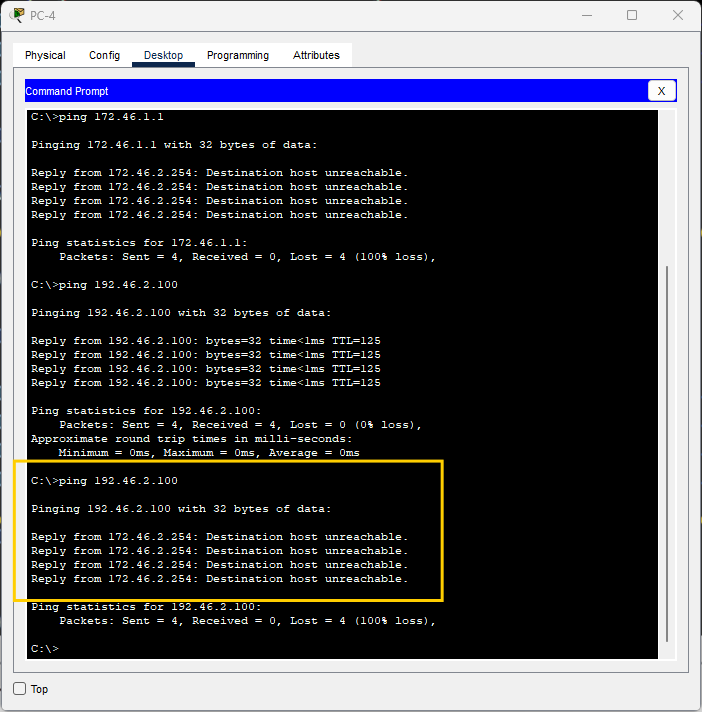 PC-4
Physical Config Desktop Programming Attributes
Command Prompt
X
C:\>ping 172.46.1.1
Pinging 172.46.1.1 with 32 bytes of data:
Reply from 172.46.2.254: Destination host unreachable.
Reply from 172.46.2.254: Destination host unreachable.
Reply from 172.46.2.254: Destination host unreachable.
Reply from 172.46.2.254: Destination host unreachable.
Ping statistics for 172.46.1.1:
Packets: Sent = 4, Received = 0, Lost = 4 (100% loss),
C:\>ping 192.46.2.100
Pinging 192.46.2.100 with 32 bytes of data:
Reply from 192.46.2.100: bytes=32 time<1ms TTL=125
Reply from 192.46.2.100: bytes=32 time<1ms TTL=125
Reply from 192.46.2.100: bytes=32 time<1ms TTL=125
Reply from 192.46.2.100: bytes=32 time<1ms TTL=125
Ping statistics for 192.46.2.100:
Packets: Sent = 4, Received = 4, Lost = 0 (0% loss),
Approximate round trip times in milli-seconds:
Minimum = 0ms, Maximum = 0ms, Average = 0ms
C:\>ping 192.46.2.100
Pinging 192.46.2.100 with 32 bytes of data:
Reply from 172.46.2.254: Destination host unreachable.
Reply from 172.46.2.254: Destination host unreachable.
Reply from 172.46.2.254: Destination host unreachable.
Reply from 172.46.2.254: Destination host unreachable.
Ping statistics for 192.46.2.100:
Packets: Sent = 4, Received = 0, Lost = 4 (100% loss),
C:\>
Top